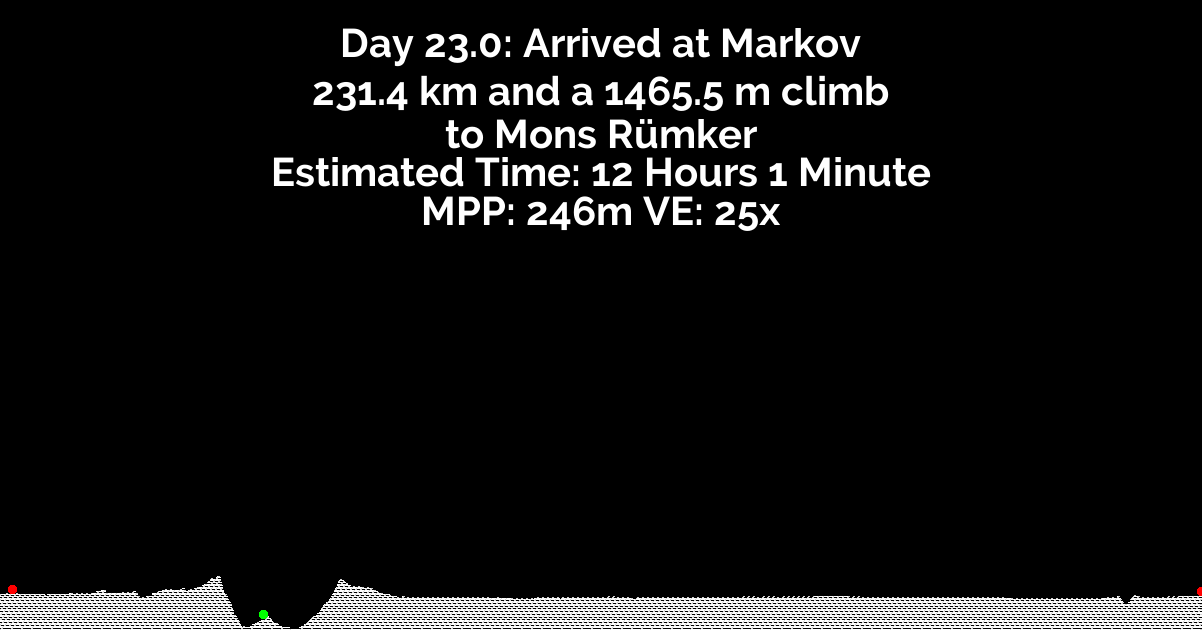 Day 23.0: Arrived at Markov
231.4 km and a 1465.5 m climb
to Mons Rümker
Estimated Time: 12 Hours 1 Minute
MPP: 246m VE: 25x